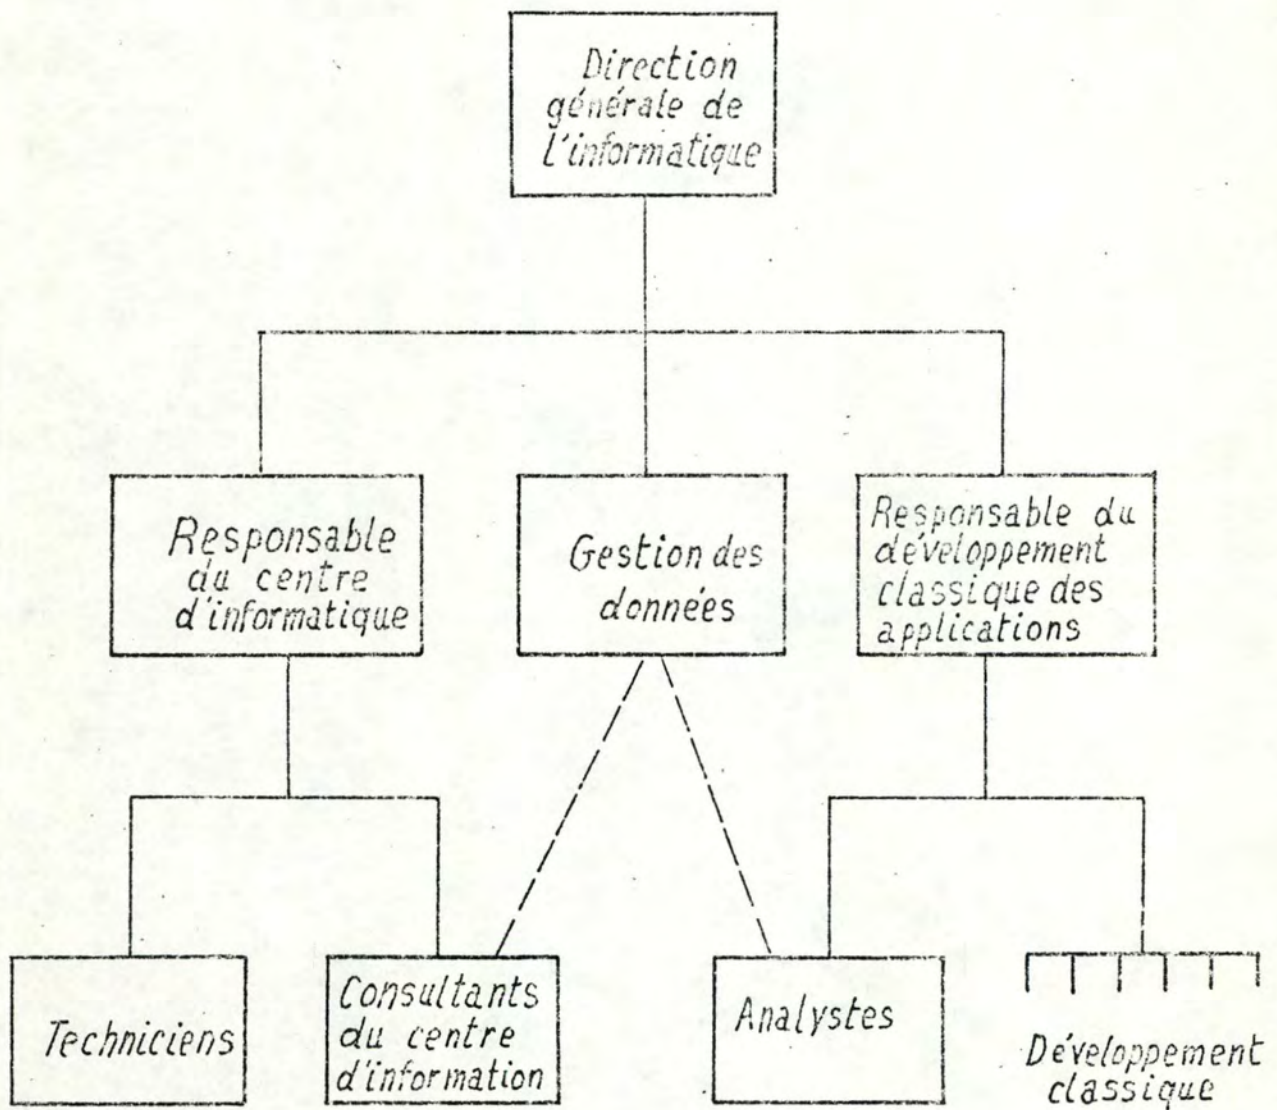 Direction
générale de
l'informatique
Responsable
du centre
d'informatique
Gestion des
données
Responsable du
développement
classique des
applications
Techniciens
Consultants
du centre
d'information
Analystes
Développement
classique